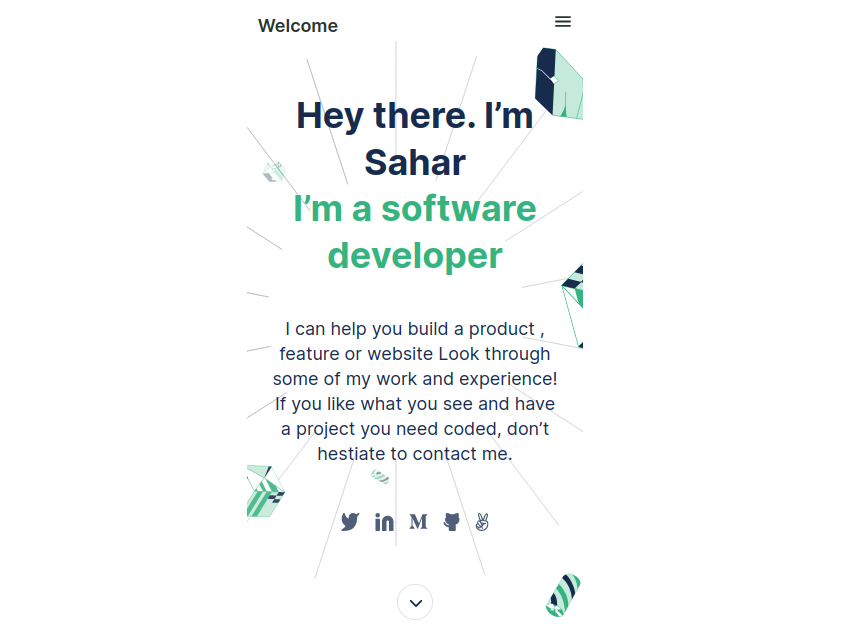 Welcome
Hey there. I’m
Sahar
I’m a software
developer
I can help you build a product ,
feature or website Look through
some of my work and experience!
If you like what you see and have
a project you need coded, don’t
hestiate to contact me.